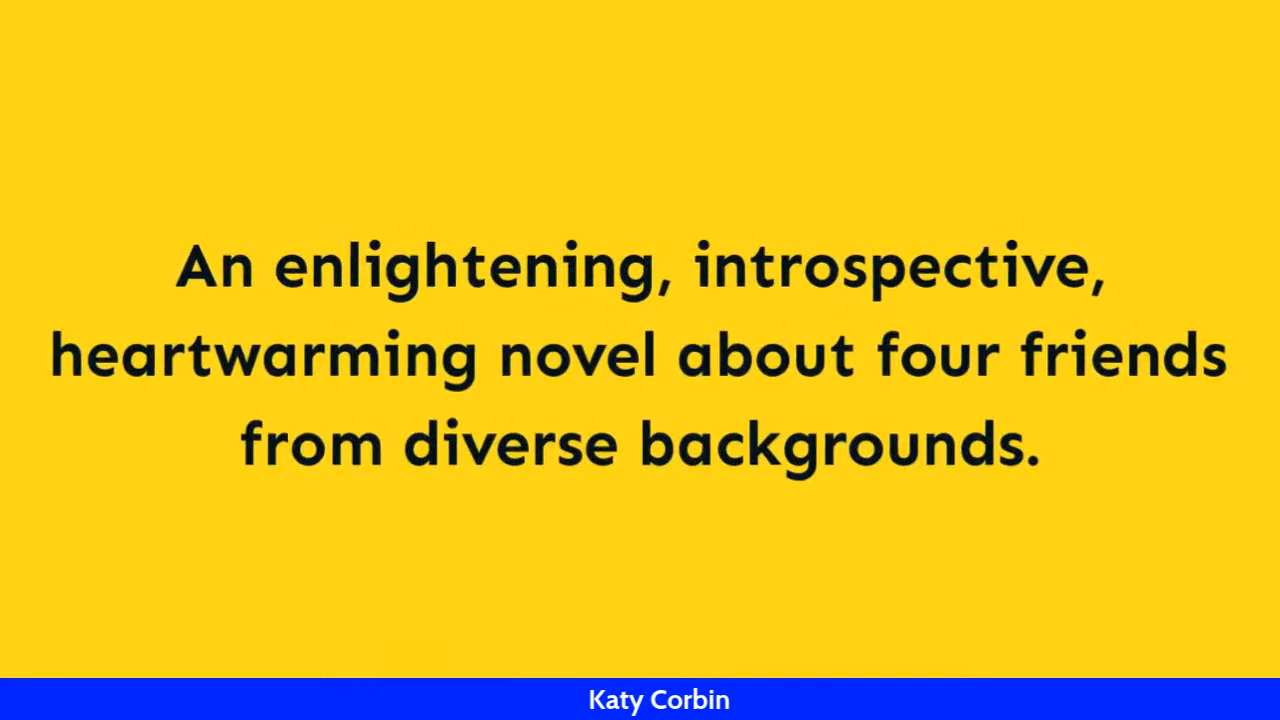 An enlightening, introspective,
heartwarming novel about four friends
from diverse backgrounds.
Katy Corbin